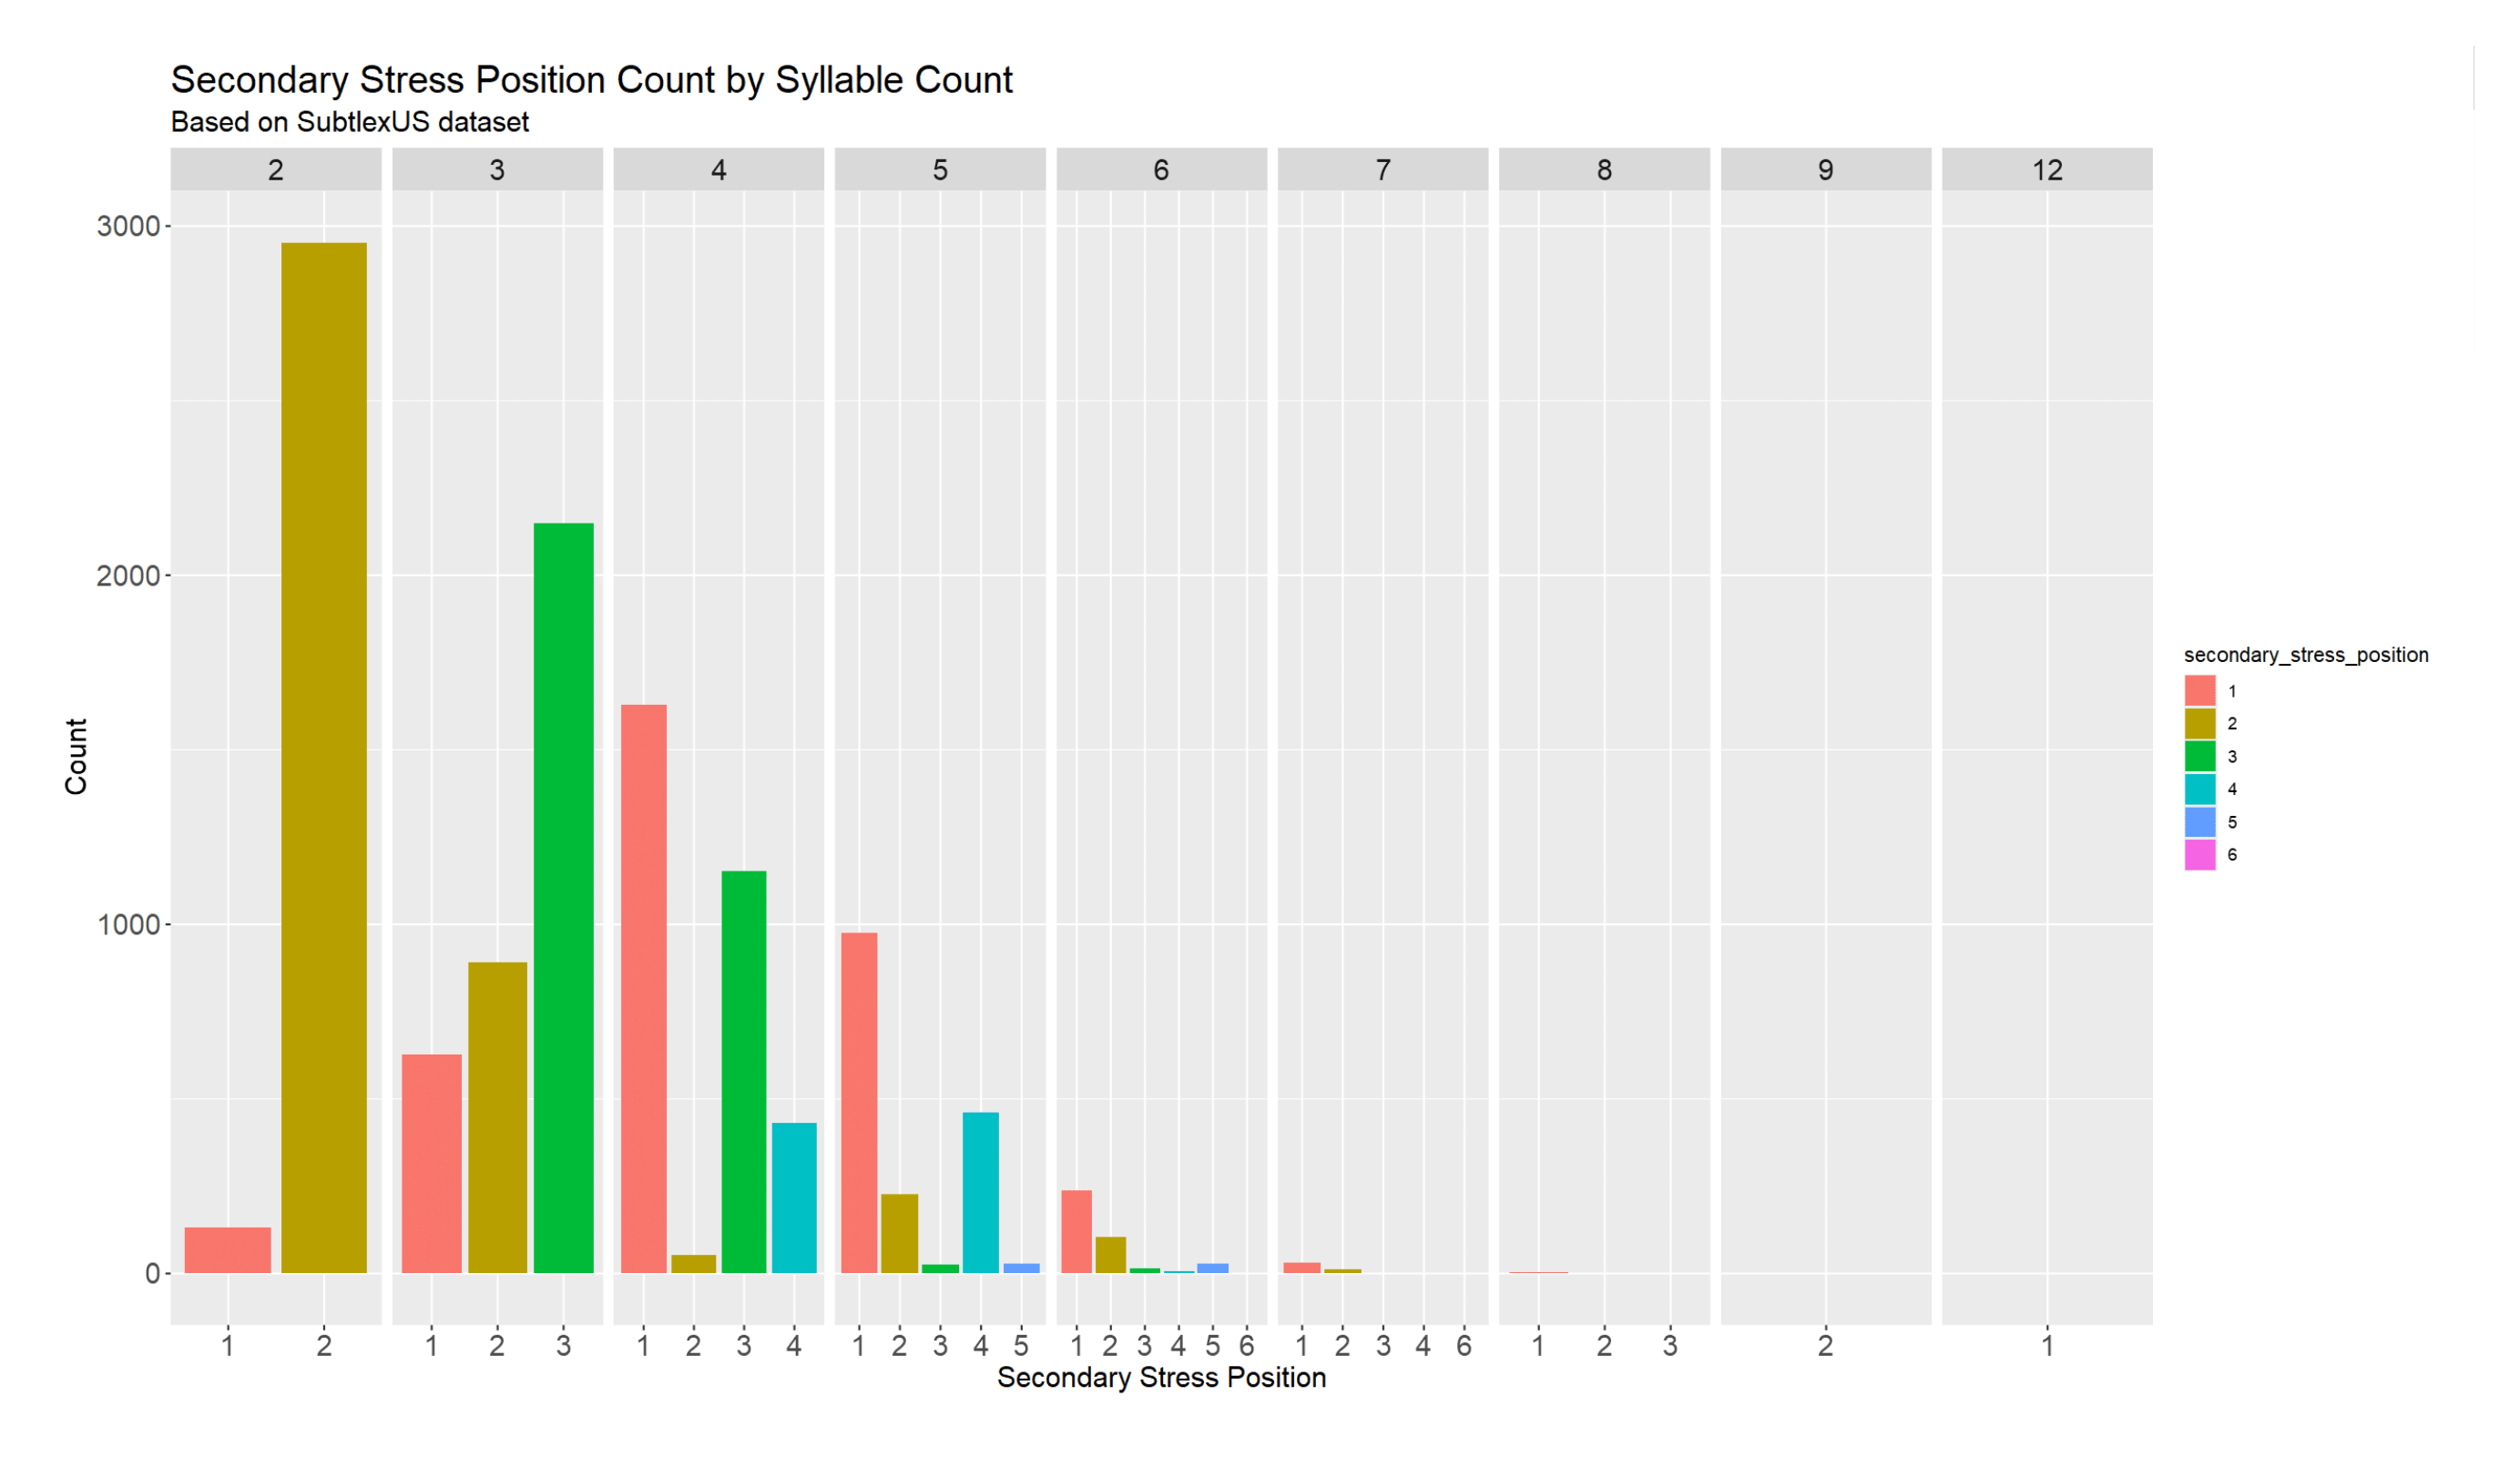 Secondary Stress Position Count by Syllable Count
Based on SubtlexUS dataset
2 3 4 5 6 7 8 9 12
3000
2000
1000
0
Count
1 2 1 2 3 1 2 3 4 1 2 3 4 5 1 2 3 4 5 6 1 2 3 4 6 1 2 3 2 1
Secondary Stress Position
secondary_stress_position
1
2
3
4
5
6